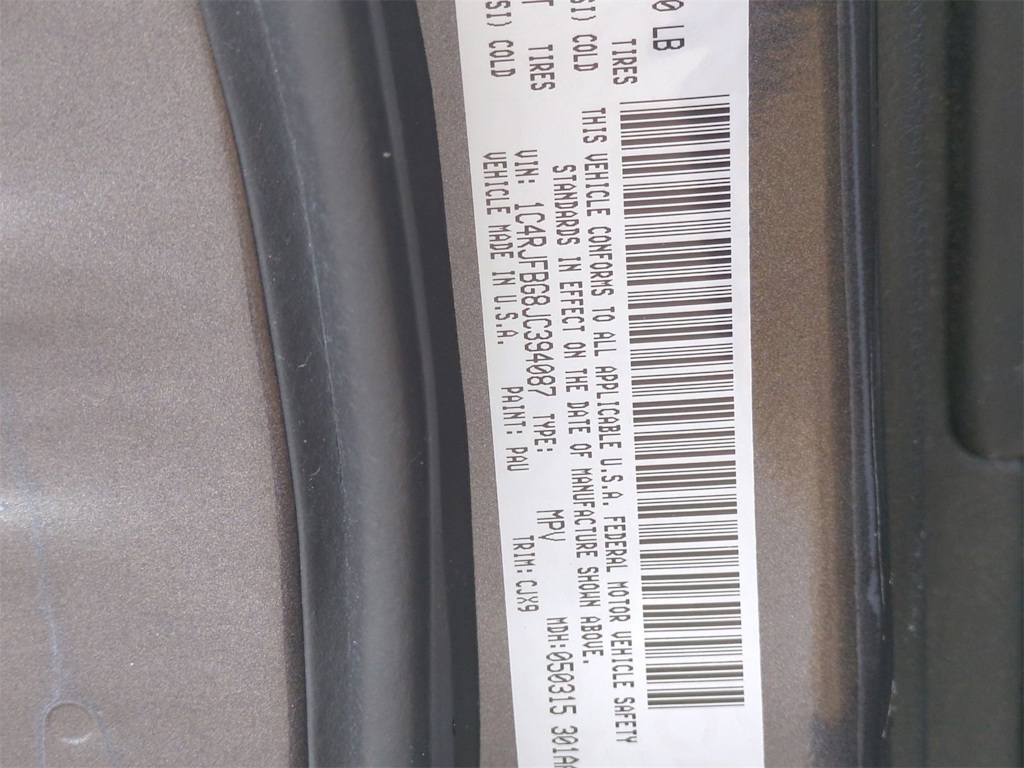 0 LB
TIRES
SI) COLD
T TIRES
SI) COLD
THIS VEHICLE CONFORMS TO ALL APPLICABLE U.S.A. FEDERAL MOTOR VEHICLE SAFETY
STANDARDS IN EFFECT ON THE DATE OF MANUFACTURE SHOWN ABOVE.
VIN: 1C4RJFBG8JC394087 TYPE: MPV MDH:050315 301AA
VEHICLE MADE IN U.S.A. PAINT: PAU TRIM: CJX9